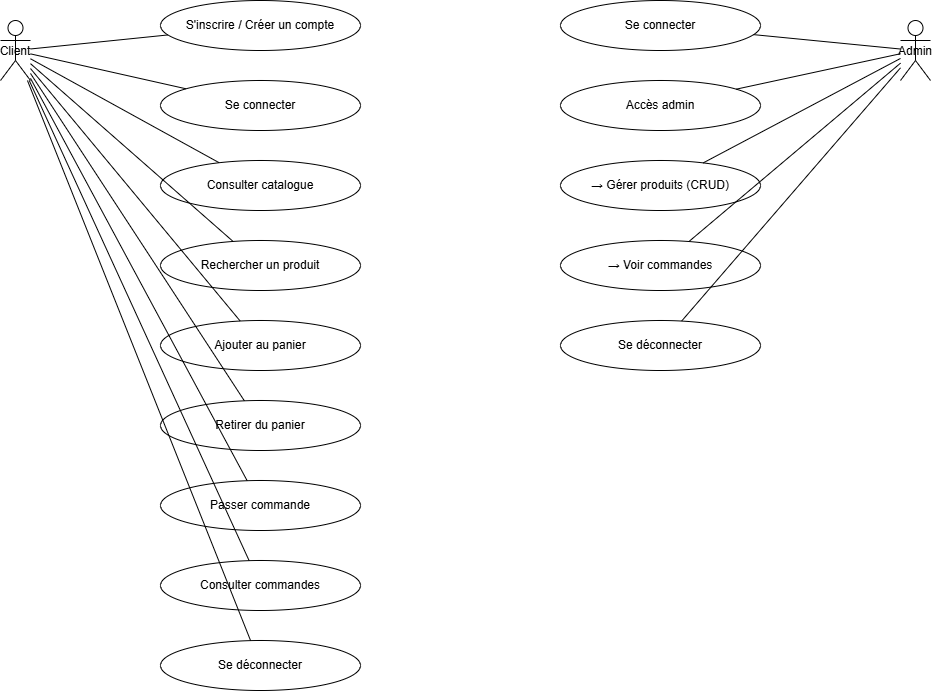 Client
S'inscrire / Créer un compte
Se connecter
Consulter catalogue
Rechercher un produit
Ajouter au panier
Retirer du panier
Passer commande
Consulter commandes
Se déconnecter
Admin
Se connecter
Accès admin
→ Gérer produits (CRUD)
→ Voir commandes
Se déconnecter